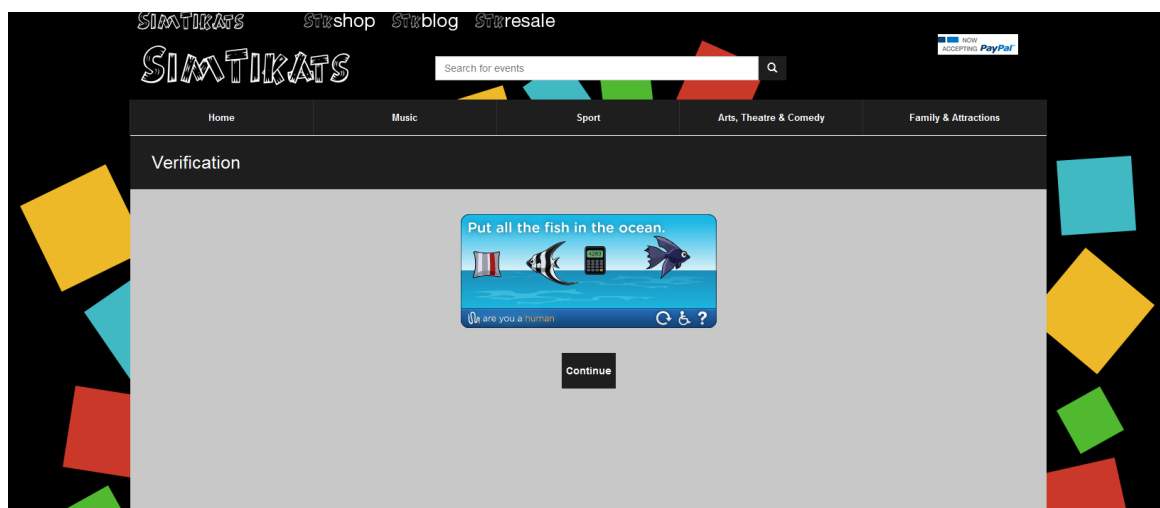 SIMTIKATS STKshop STKblog STKresale
NOW
ACCEPTING PayPal
SIMTIKATS
Search for events
Home Music Sport Arts, Theatre & Comedy Family & Attractions
Verification
Put all the fish in the ocean.
4283
are you a human
?
Continue